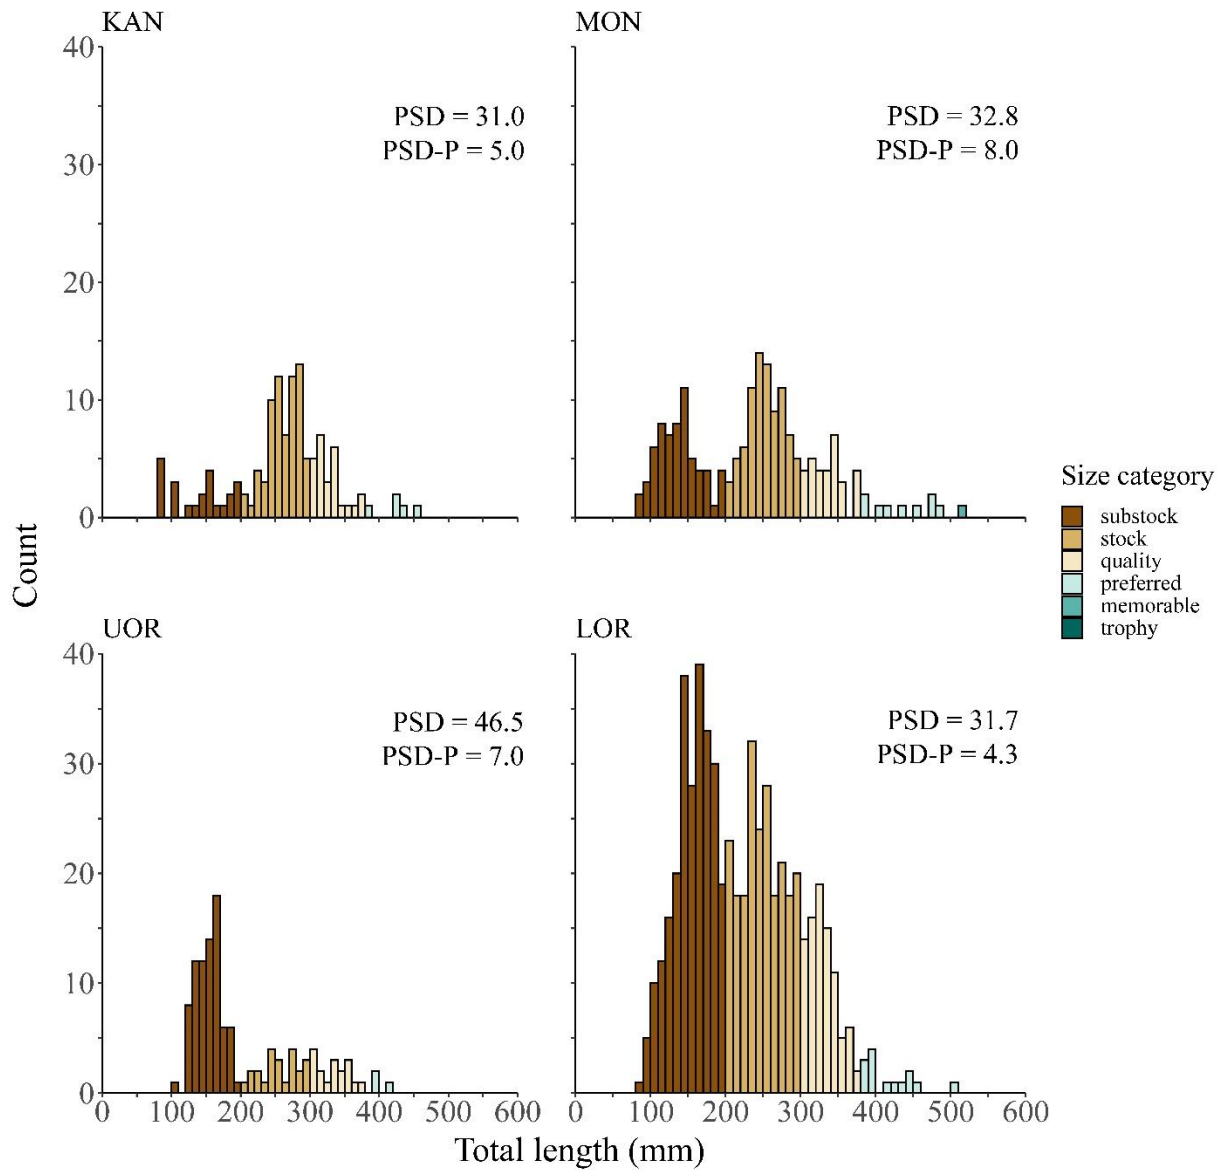 KAN
MON
40
30
20
10
0
PSD = 31.0
PSD-P = 5.0
PSD = 32.8
PSD-P = 8.0
Size category
substock
stock
quality
preferred
memorable
trophy
Count
UOR
LOR
40
30
20
10
0
PSD = 46.5
PSD-P = 7.0
PSD = 31.7
PSD-P = 4.3
0 100 200 300 400 500 600
0 100 200 300 400 500 600
Total length (mm)